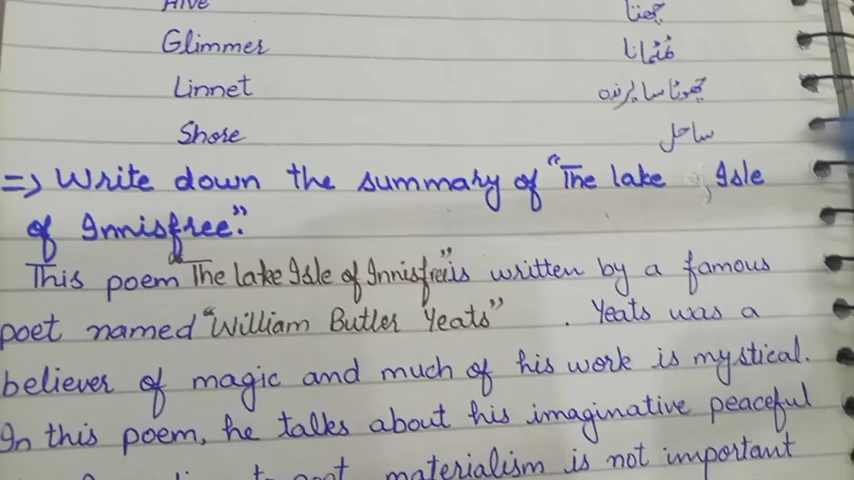 Hive چھتا
Glimmer ٹمٹمانا
Linnet چھوٹا سا پرندہ
Shore ساحل
=> Write down the summary of "The lake Isle
of Innisfree."
This poem "The lake Isle of Innisfree" is written by a famous
poet named "William Butler Yeats" . Yeats was a
believer of magic and much of his work is mystical.
In this poem, he talks about his imaginative peaceful
materialism is not important